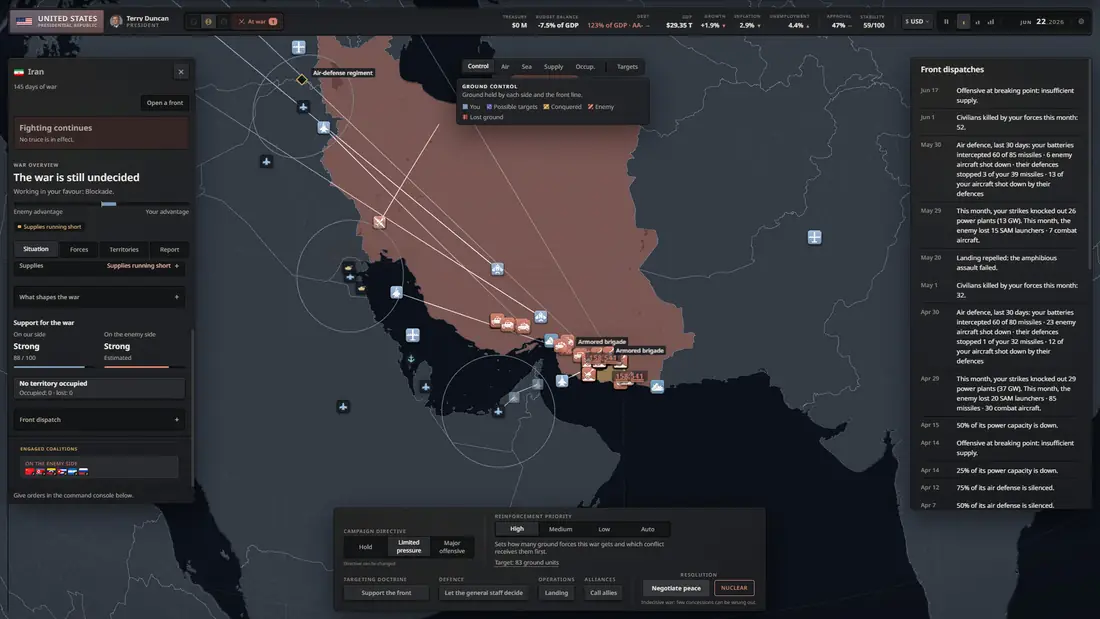 UNITED STATES
PRESIDENTIAL REPUBLIC
Terry Duncan
PRESIDENT
At war 1
TREASURY
$0 M
BUDGET BALANCE
-7.5% of GDP
DEBT
123% of GDP · AA-
GDP
$29.35 T
GROWTH
+1.9%
INFLATION
2.9%
UNEMPLOYMENT
4.4%
APPROVAL
47%
STABILITY
59/100
$ USD
JUN 22, 2026
Iran
145 days of war
Open a front
Fighting continues
No truce is in effect.
WAR OVERVIEW
The war is still undecided
Working in your favour: Blockade.
Enemy advantage
Your advantage
Supplies running short
Situation
Forces
Territories
Report
Supplies
Supplies running short +
What shapes the war +
Support for the war
On our side
On the enemy side
Strong
Strong
88 / 100
Estimated
No territory occupied
Occupied: 0 · lost: 0
Front dispatch +
ENGAGED COALITIONS
ON THE ENEMY SIDE
Give orders in the command console below.
Air-defense regiment
Control
Air
Sea
Supply
Occup.
Targets
GROUND CONTROL
Ground held by each side and the front line.
You
Possible targets
Conquered
Enemy
Lost ground
Armored brigade
Armored brigade
Front dispatches
Jun 17
Offensive at breaking point: insufficient
supply.
Jun 1
Civilians killed by your forces this month:
52.
May 30
Air defence, last 30 days: your batteries
intercepted 60 of 85 missiles · 6 enemy
aircraft shot down · their defences
stopped 3 of your 39 missiles · 13 of
your aircraft shot down by their
defences
May 29
This month, your strikes knocked out 26
power plants (13 GW). This month, the
enemy lost 15 SAM launchers · 7 combat
aircraft.
May 20
Landing repelled: the amphibious
assault failed.
May 1
Civilians killed by your forces this month:
32.
Apr 30
Air defence, last 30 days: your batteries
intercepted 60 of 80 missiles · 23 enemy
aircraft shot down · their defences
stopped 1 of your 32 missiles · 12 of
your aircraft shot down by their
defences
Apr 29
This month, your strikes knocked out 29
power plants (37 GW). This month, the
enemy lost 20 SAM launchers · 85
missiles · 30 combat aircraft.
Apr 15
50% of its power capacity is down.
Apr 14
Offensive at breaking point: insufficient
supply.
Apr 14
25% of its power capacity is down.
Apr 12
75% of its air defense is silenced.
Apr 7
50% of its air defense is silenced.
CAMPAIGN DIRECTIVE
Hold
Limited
pressure
Major
offensive
REINFORCEMENT PRIORITY
High
Medium
Low
Auto
Sets how many ground forces this war gets and which conflict
receives them first.
Target: 83 ground units
TARGETING DOCTRINE
Support the front
DEFENCE
Let the general staff decide
OPERATIONS
Landing
ALLIANCES
Call allies
RESOLUTION
Negotiate peace
NUCLEAR